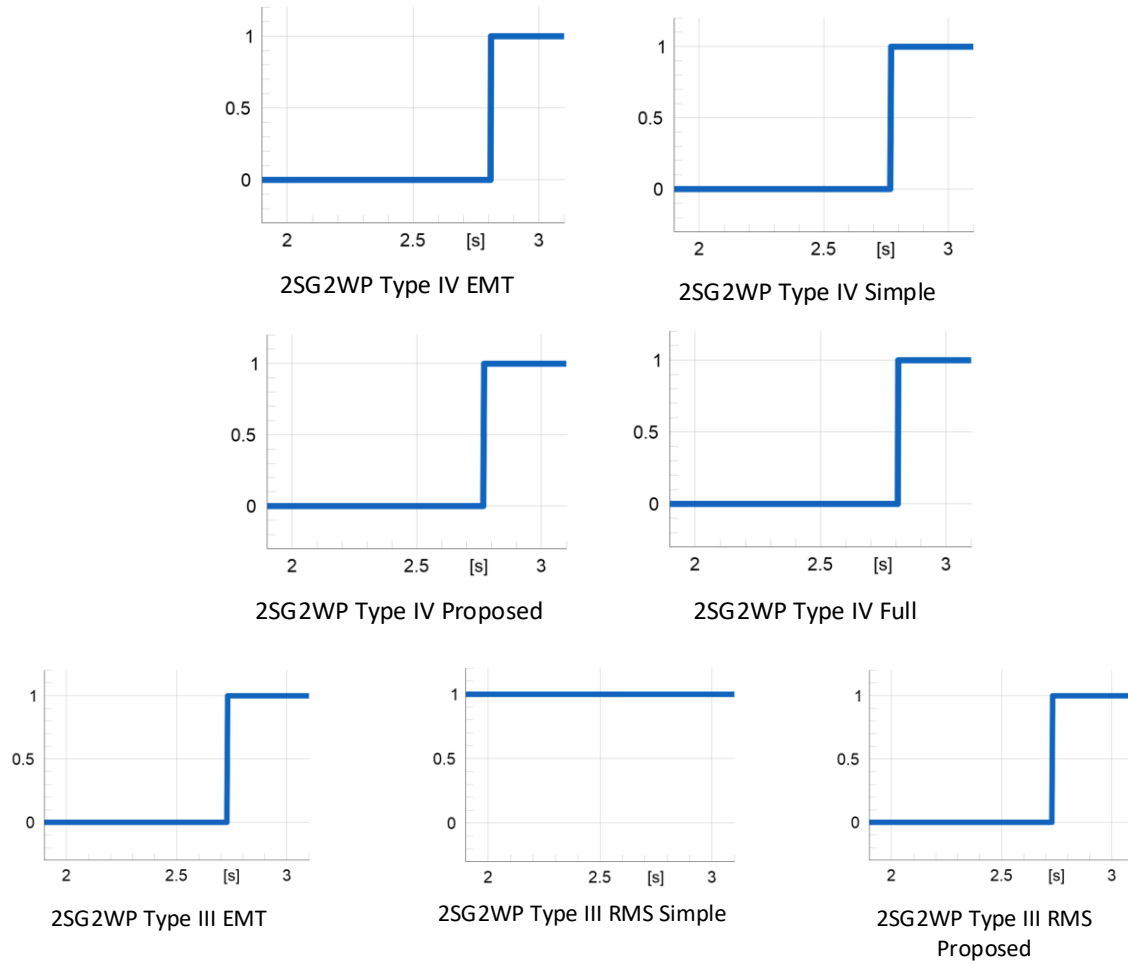 1
0.5
0
2 2.5 [s] 3
2SG2WP Type IV EMT
1
0.5
0
2 2.5 [s] 3
2SG2WP Type IV Simple
1
0.5
0
2 2.5 [s] 3
2SG2WP Type IV Proposed
1
0.5
0
2 2.5 [s] 3
2SG2WP Type IV Full
1
0.5
0
2 2.5 [s] 3
2SG2WP Type III EMT
1
0.5
0
2 2.5 [s] 3
2SG2WP Type III RMS Simple
1
0.5
0
2 2.5 [s] 3
2SG2WP Type III RMS
Proposed